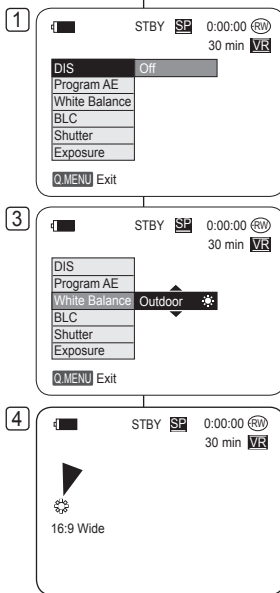 1
STBY SP 0:00:00 RW
30 min VR
DIS Off
Program AE
White Balance
BLC
Shutter
Exposure
Q.MENU Exit
3
STBY SP 0:00:00 RW
30 min VR
DIS
Program AE
White Balance Outdoor
BLC
Shutter
Exposure
Q.MENU Exit
4
STBY SP 0:00:00 RW
30 min VR
16:9 Wide